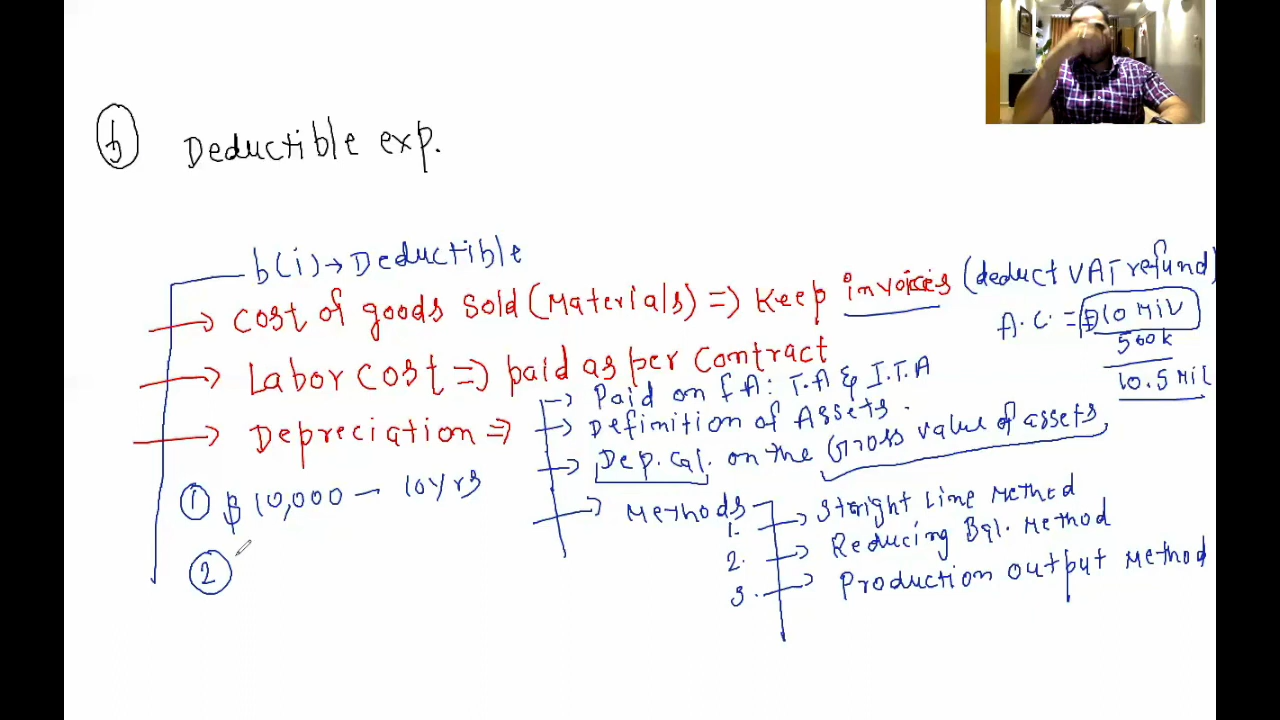 b
Deductible exp.
b(i)→ Deductible
→ Cost of goods sold (Materials) => Keep invoices (deduct VAT refund)
A.C. = 10 Mil
500k
10.5 Mil
→ Labor Cost => paid as per Contract
→ Depreciation =>
→ Paid on FA: T.A & I.T.A
→ Definition of Assets.
→ Dep. Cal. on the Gross value of assets
→ Methods
1. → Straight Line Method
2. → Reducing Bal. Method
3. → Production output Method
① $10,000 – 10yrs
②